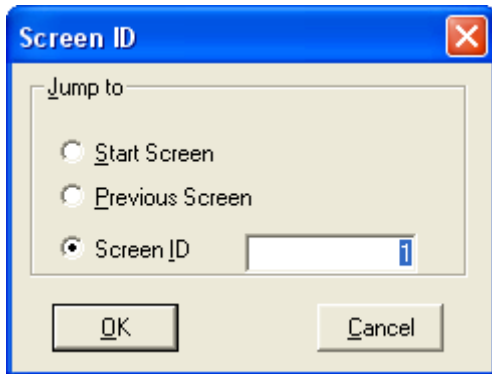 Screen ID
Jump to
Start Screen
Previous Screen
Screen ID 1
OK Cancel